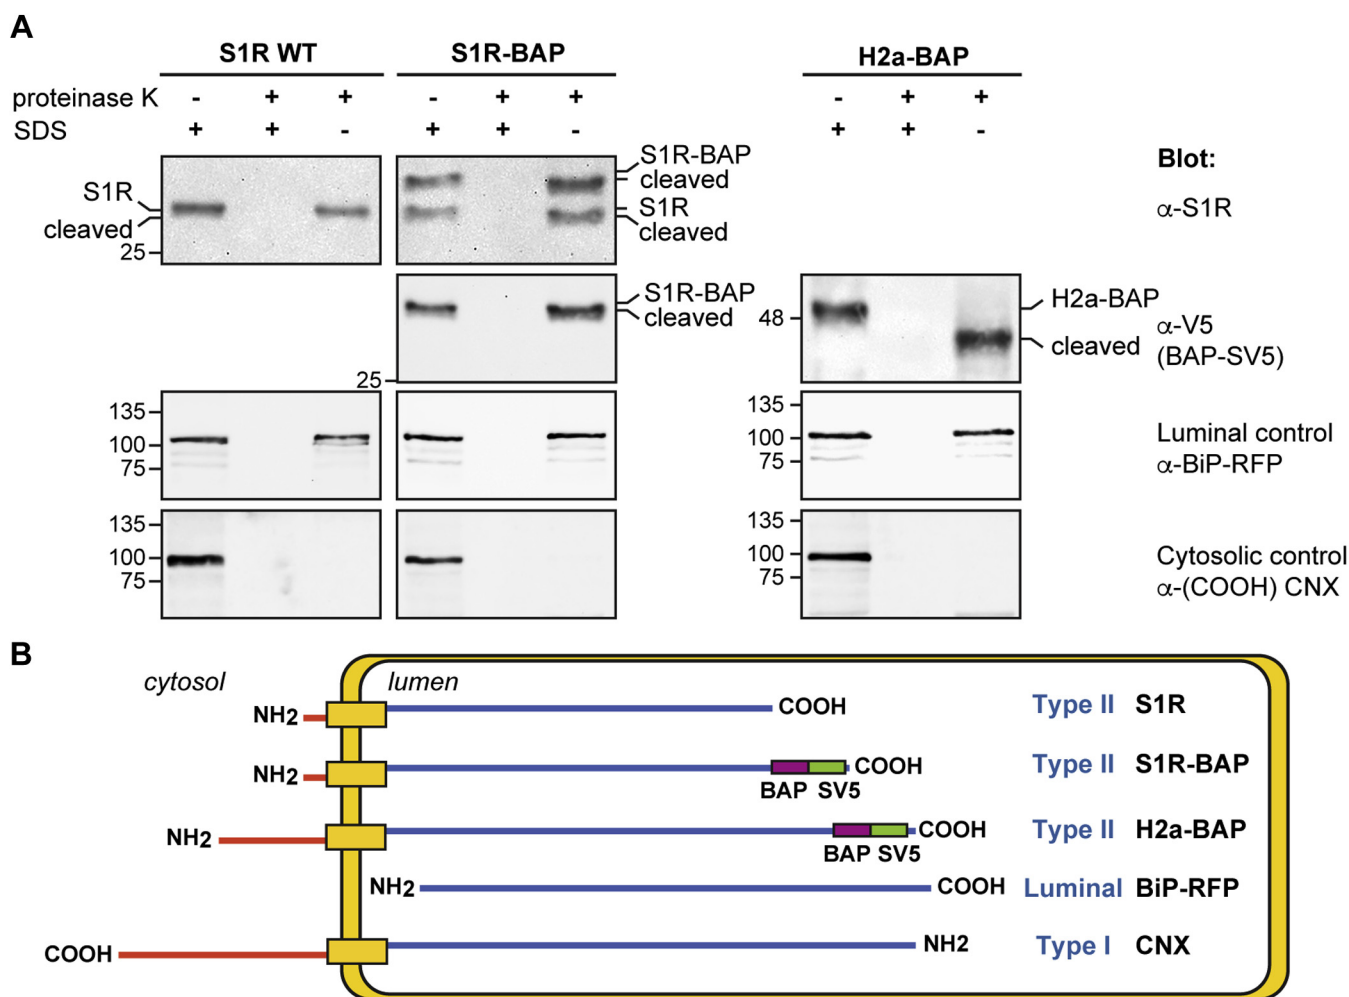 A
S1R WT
S1R-BAP
H2a-BAP
proteinase K - + + - + + - + +
SDS + + - + + - + + -
Blot:
S1R
cleaved
25
S1R-BAP
cleaved
S1R
cleaved
α-S1R
25
S1R-BAP
cleaved
48
H2a-BAP
cleaved
α-V5
(BAP-SV5)
135
100
75
135
100
75
Luminal control
α-BiP-RFP
135
100
75
135
100
75
Cytosolic control
α-(COOH) CNX
B
cytosol lumen
NH2 COOH Type II S1R
NH2 COOH Type II S1R-BAP
BAP SV5
NH2 COOH Type II H2a-BAP
BAP SV5
NH2 COOH Luminal BiP-RFP
COOH NH2 Type I CNX